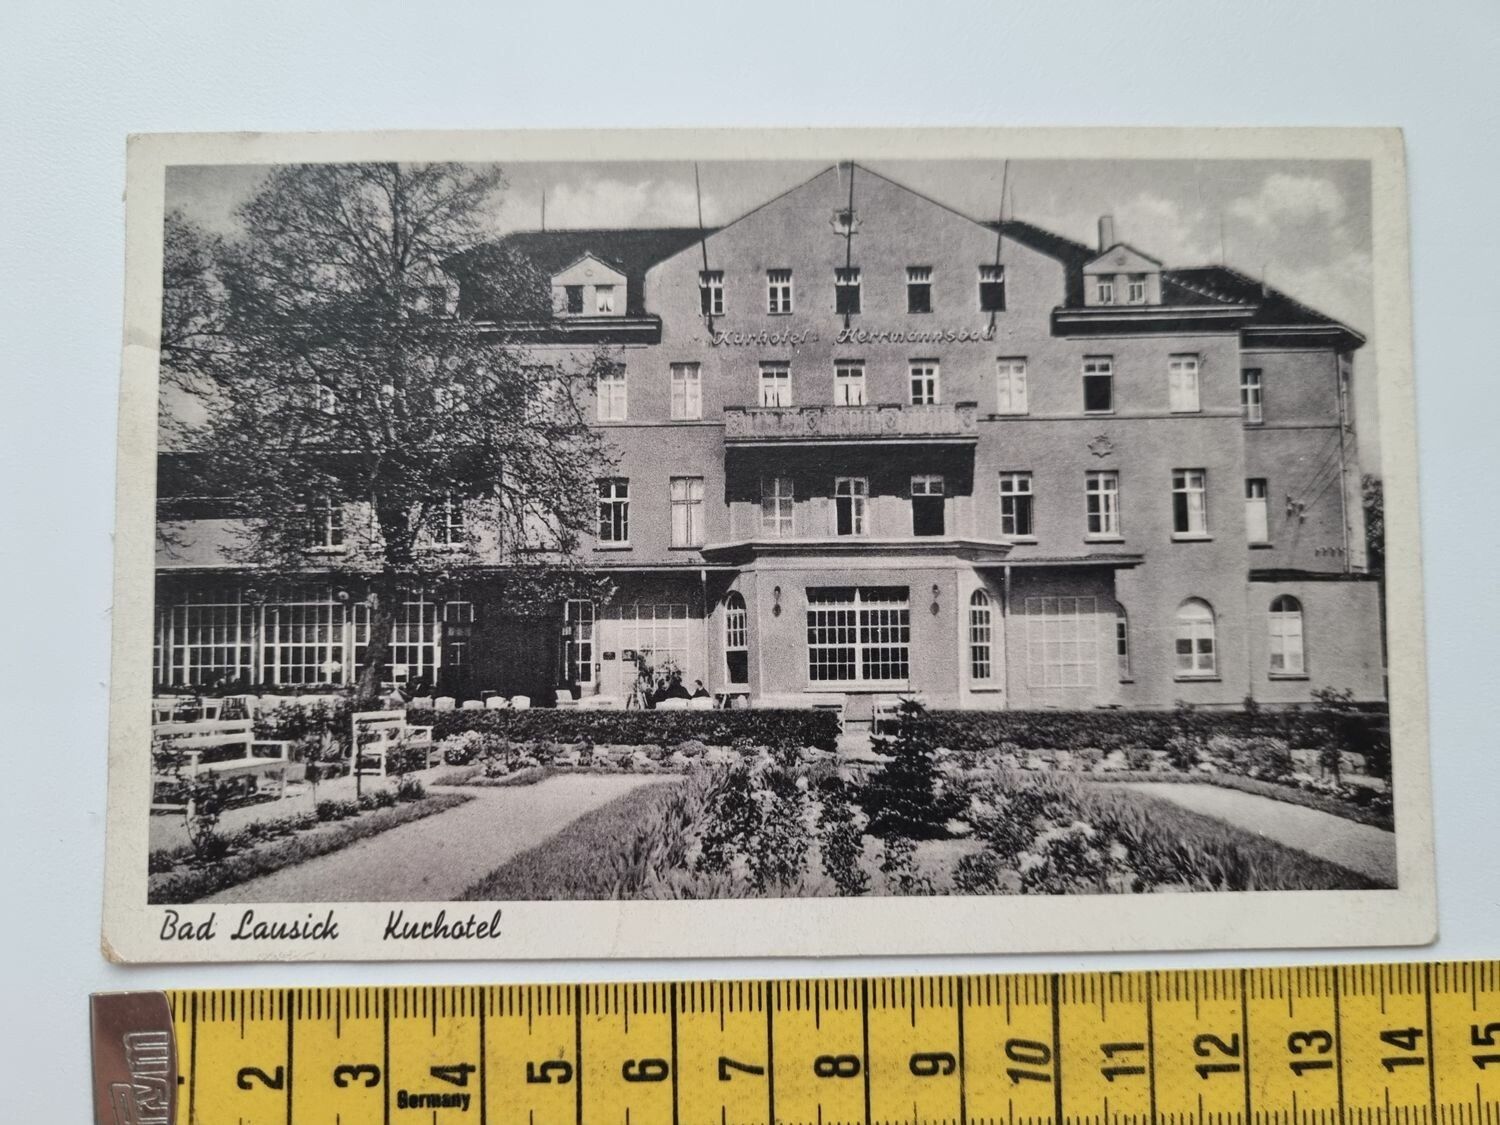 Kurhotel Herrmannsbad
Bad Lausick Kurhotel
2 3 4 5 6 7 8 9 10 11 12 13 14 15
Germany